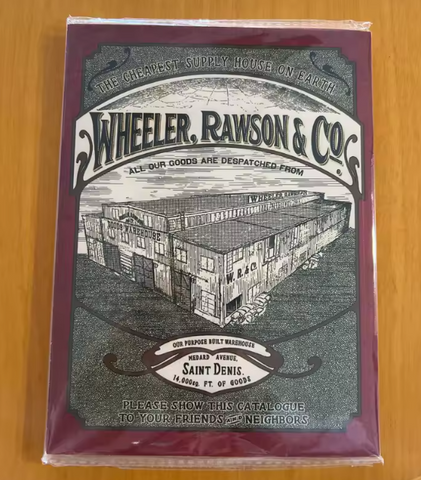 THE CHEAPEST SUPPLY HOUSE ON EARTH
WHEELER, RAWSON & CO.
ALL OUR GOODS ARE DESPATCHED FROM
WHEELER RAWSON
W. R. & CO.
OUR PURPOSE BUILT WAREHOUSE
MEDARD AVENUE,
SAINT DENIS.
14,000sq. FT. OF GOODS
PLEASE SHOW THIS CATALOGUE
TO YOUR FRIENDS AND NEIGHBORS